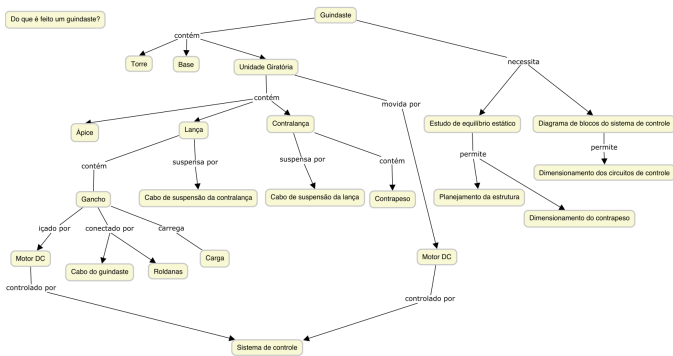 Do que é feito um guindaste?
Guindaste
contém
necessita
Torre
Base
Unidade Giratória
contém
movida por
Ápice
Lança
Contralança
Estudo de equilíbrio estático
Diagrama de blocos do sistema de controle
contém
suspensa por
suspensa por
contém
permite
permite
Dimensionamento dos circuitos de controle
Gancho
Cabo de suspensão da contralança
Cabo de suspensão da lança
Contrapeso
Planejamento da estrutura
Dimensionamento do contrapeso
içado por
conectado por
carrega
Motor DC
Cabo do guindaste
Roldanas
Carga
Motor DC
controlado por
controlado por
Sistema de controle